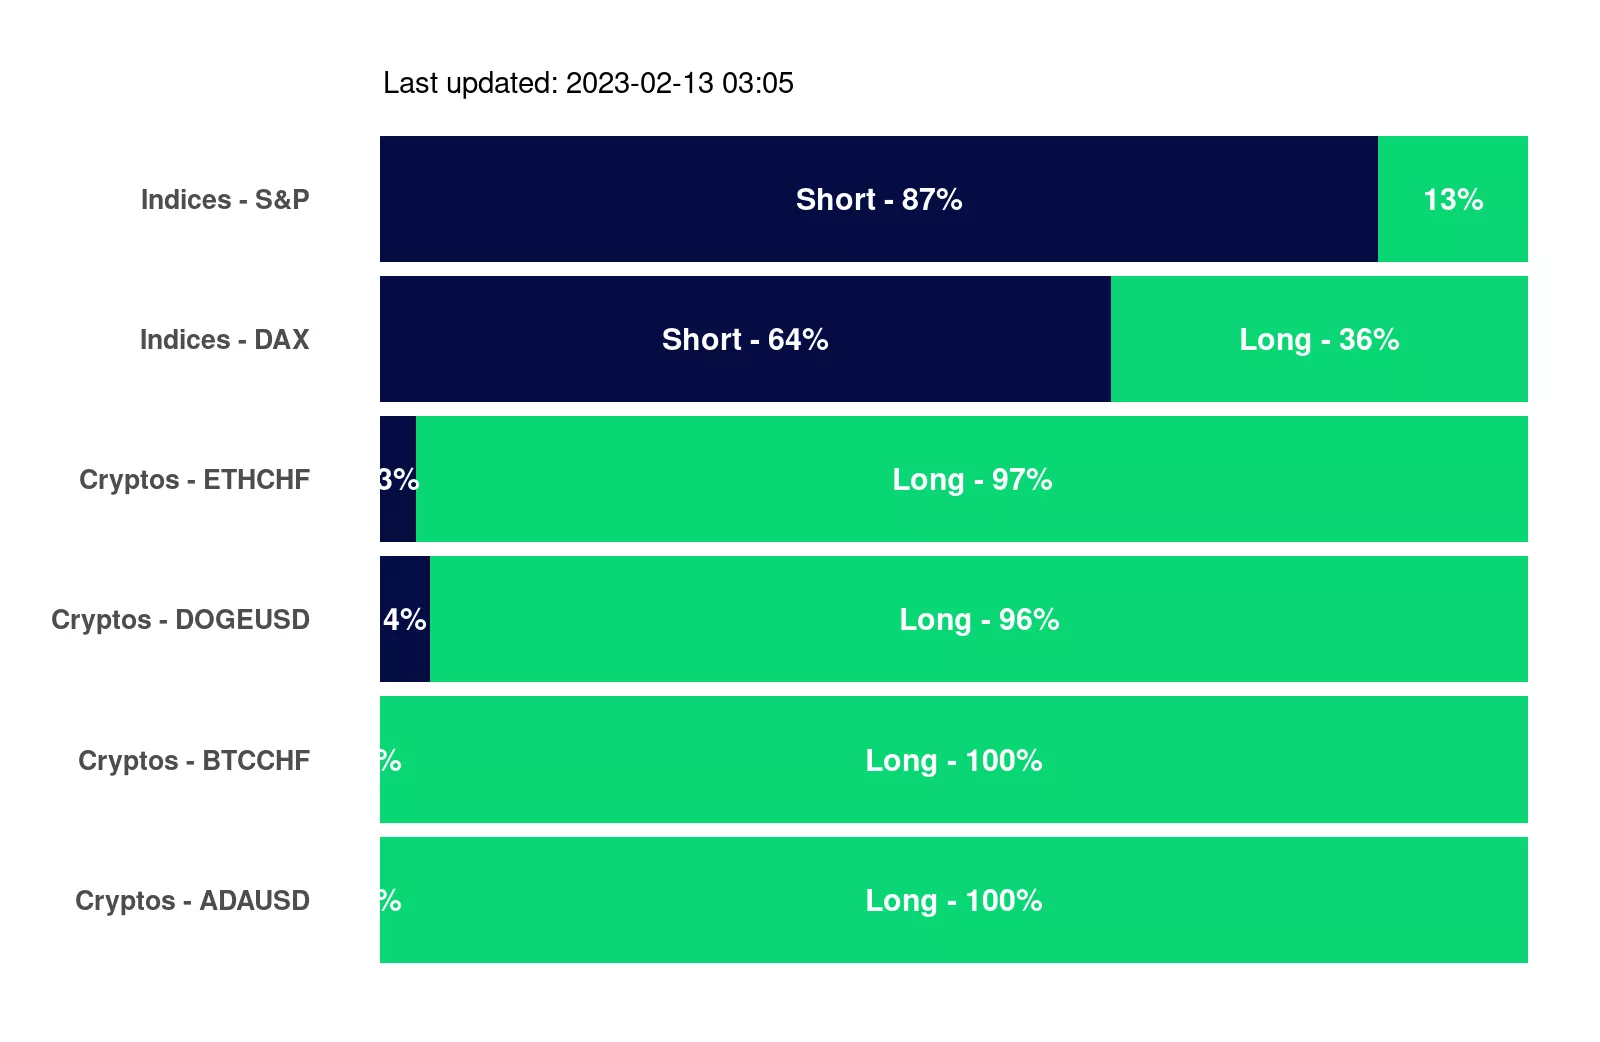 Last updated: 2023-02-13 03:05
Indices - S&P Short - 87% 13%
Indices - DAX Short - 64% Long - 36%
Cryptos - ETHCHF 3% Long - 97%
Cryptos - DOGEUSD 4% Long - 96%
Cryptos - BTCCHF % Long - 100%
Cryptos - ADAUSD % Long - 100%